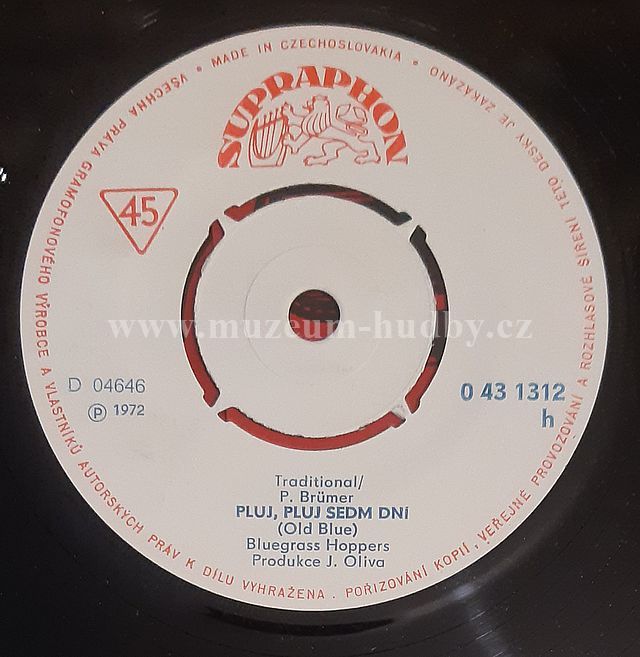 VŠECHNA PRÁVA GRAMOFONOVÉHO VÝROBCE A VLASTNÍKŮ AUTORSKÝCH PRÁV K DÍLU VYHRAŽENA . POŘIZOVÁNÍ KOPIÍ, VEŘEJNÉ PROVOZOVÁNÍ A ROZHLASOVÉ ŠÍŘENÍ TÉTO DESKY JE ZAKÁZÁNO • MADE IN CZECHOSLOVAKIA •
SUPRAPHON
45
www.muzeum-hudby.cz
D 04646
℗ 1972
0 43 1312
h
Traditional/
P. Brümer
PLUJ, PLUJ SEDM DNÍ
(Old Blue)
Bluegrass Hoppers
Produkce J. Oliva